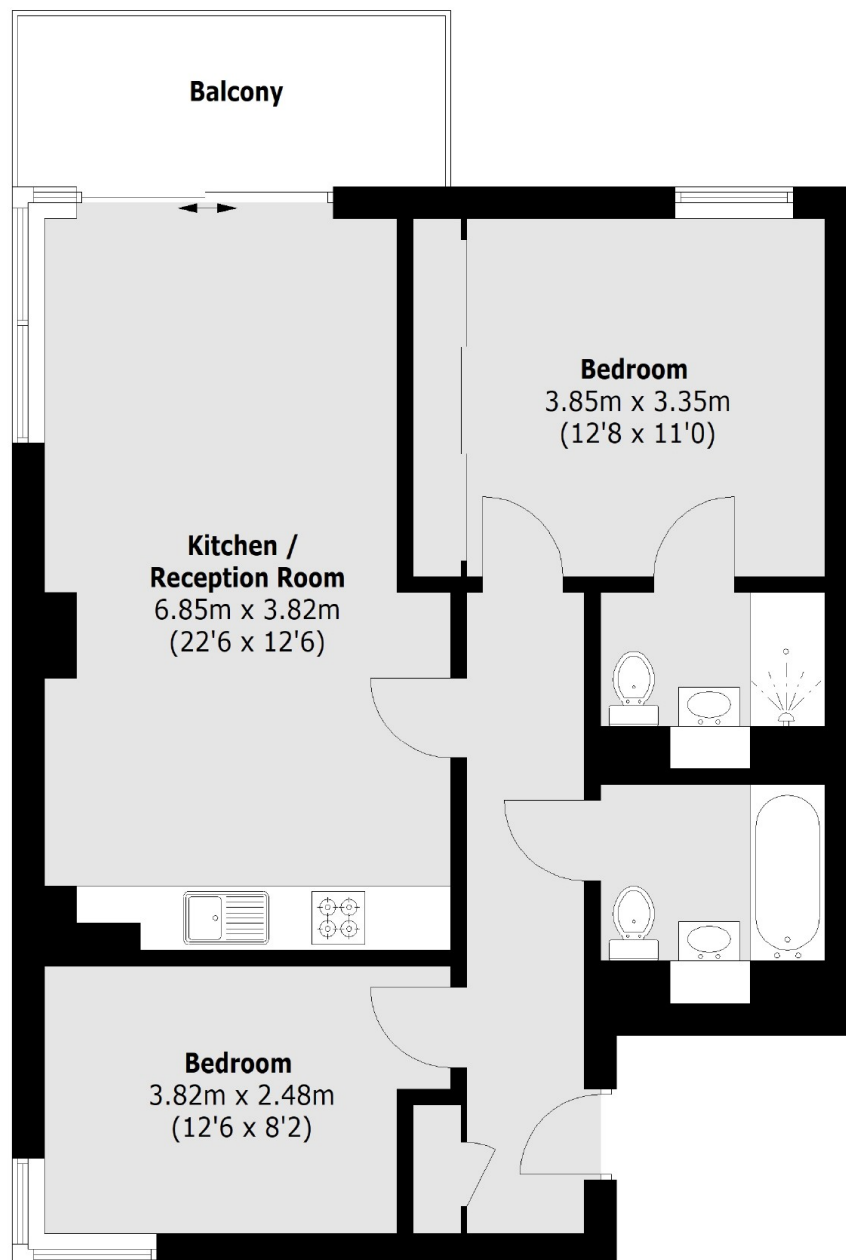 Balcony
Bedroom
3.85m x 3.35m
(12'8 x 11'0)
Kitchen /
Reception Room
6.85m x 3.82m
(22'6 x 12'6)
Bedroom
3.82m x 2.48m
(12'6 x 8'2)